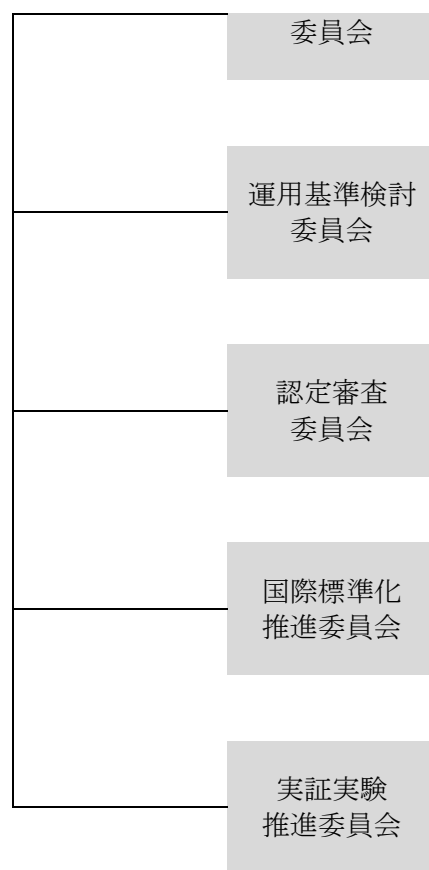 委員会
運用基準検討
委員会
認定審査
委員会
国際標準化
推進委員会
実証実験
推進委員会